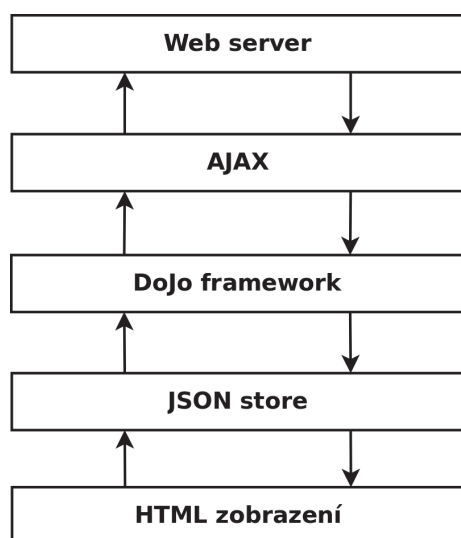 Web server
AJAX
DoJo framework
JSON store
HTML zobrazení